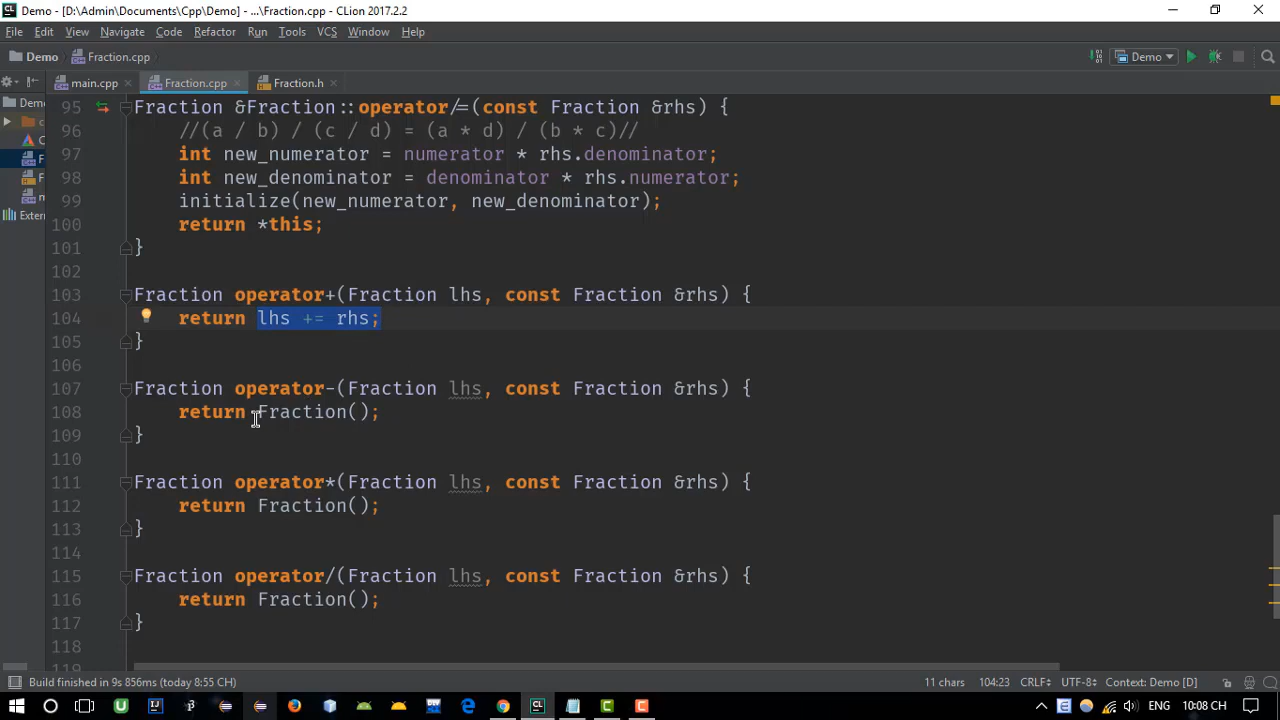 Demo - [D:\Admin\Documents\Cpp\Demo] - ...\Fraction.cpp - CLion 2017.2.2
File Edit View Navigate Code Refactor Run Tools VCS Window Help
Demo Fraction.cpp Demo
main.cpp Fraction.cpp Fraction.h
95 Fraction &Fraction::operator/=(const Fraction &rhs) {
96 //(a / b) / (c / d) = (a * d) / (b * c)//
97 int new_numerator = numerator * rhs.denominator;
98 int new_denominator = denominator * rhs.numerator;
99 initialize(new_numerator, new_denominator);
100 return *this;
101 }
102
103 Fraction operator+(Fraction lhs, const Fraction &rhs) {
104 return lhs += rhs;
105 }
106
107 Fraction operator-(Fraction lhs, const Fraction &rhs) {
108 return Fraction();
109 }
110
111 Fraction operator*(Fraction lhs, const Fraction &rhs) {
112 return Fraction();
113 }
114
115 Fraction operator/(Fraction lhs, const Fraction &rhs) {
116 return Fraction();
117 }
118
Build finished in 9s 856ms (today 8:55 CH) 11 chars 104:23 CRLF÷ UTF-8÷ Context: Demo [D]
ENG 10:08 CH